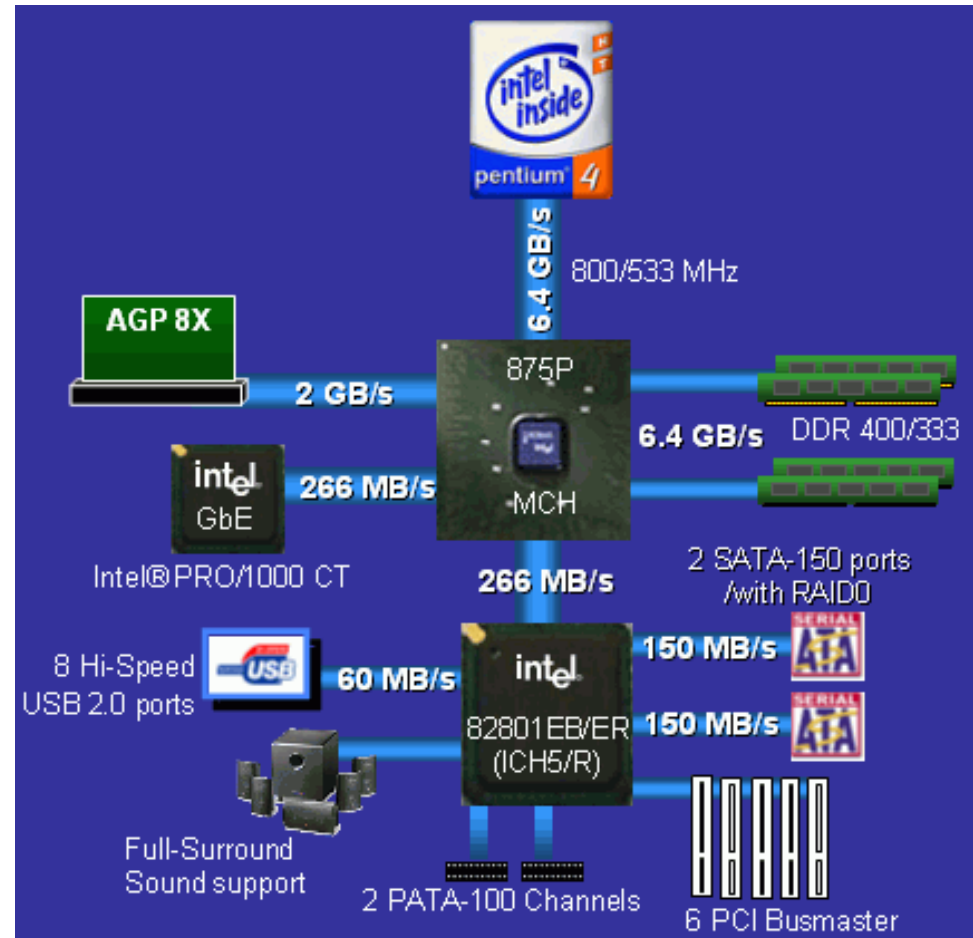 intel
inside
HT
pentium® 4
6.4 GB/s
800/533 MHz
AGP 8X
2 GB/s
875P
MCH
6.4 GB/s
DDR 400/333
intel
GbE
266 MB/s
Intel®PRO/1000 CT
266 MB/s
2 SATA-150 ports
/with RAID0
8 Hi-Speed
USB 2.0 ports
USB
60 MB/s
intel
82801EB/ER
(ICH5/R)
150 MB/s
SERIAL
ATA
150 MB/s
SERIAL
ATA
Full-Surround
Sound support
2 PATA-100 Channels
6 PCI Busmaster